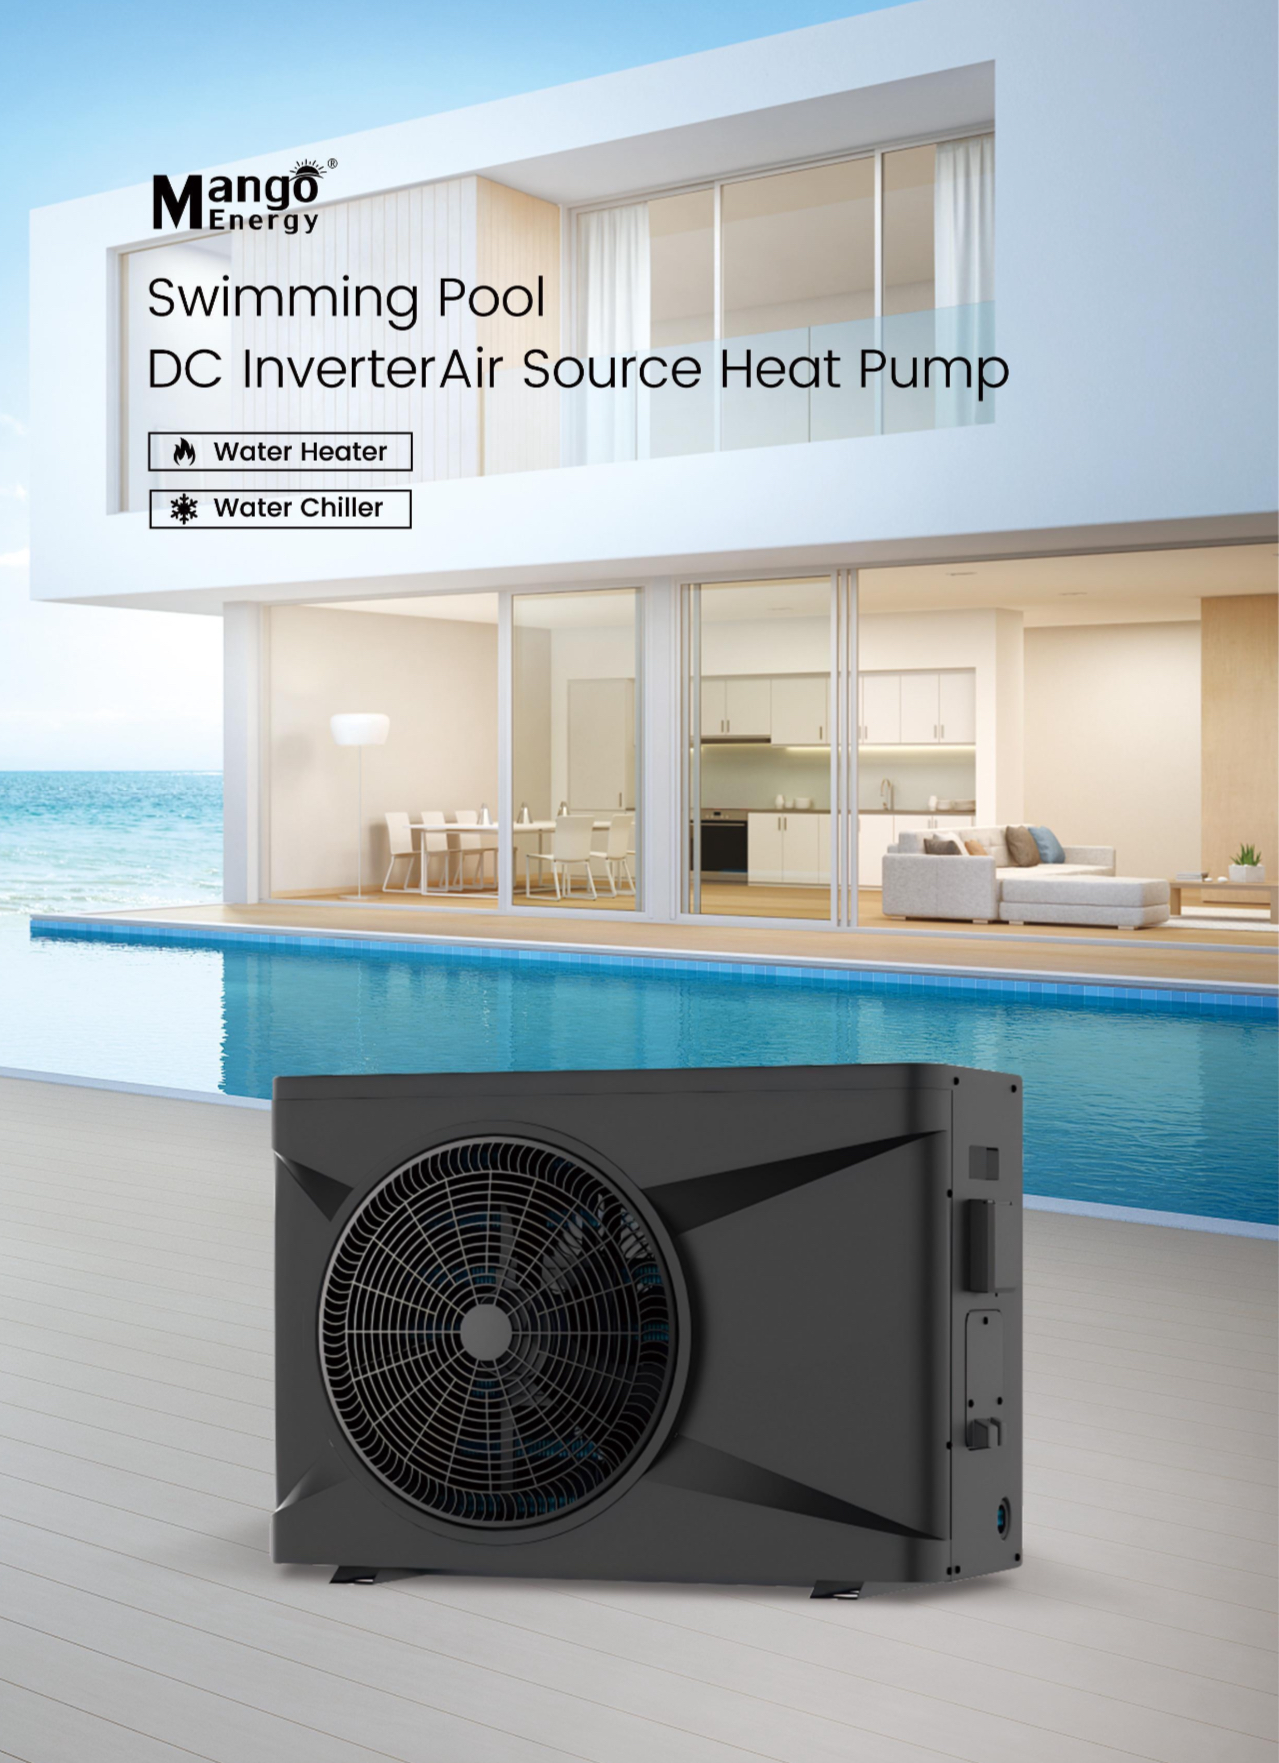 Mango®
Energy
Swimming Pool
DC InverterAir Source Heat Pump
Water Heater
Water Chiller